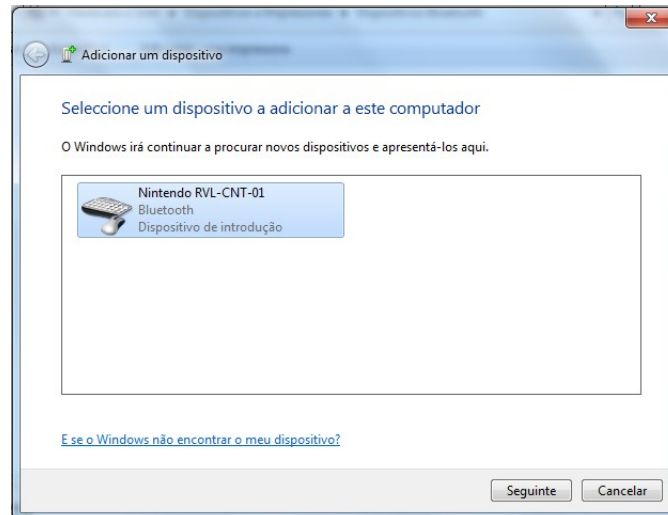 Adicionar um dispositivo
Seleccione um dispositivo a adicionar a este computador
O Windows irá continuar a procurar novos dispositivos e apresentá-los aqui.
Nintendo RVL-CNT-01
Bluetooth
Dispositivo de introdução
E se o Windows não encontrar o meu dispositivo?
Seguinte Cancelar